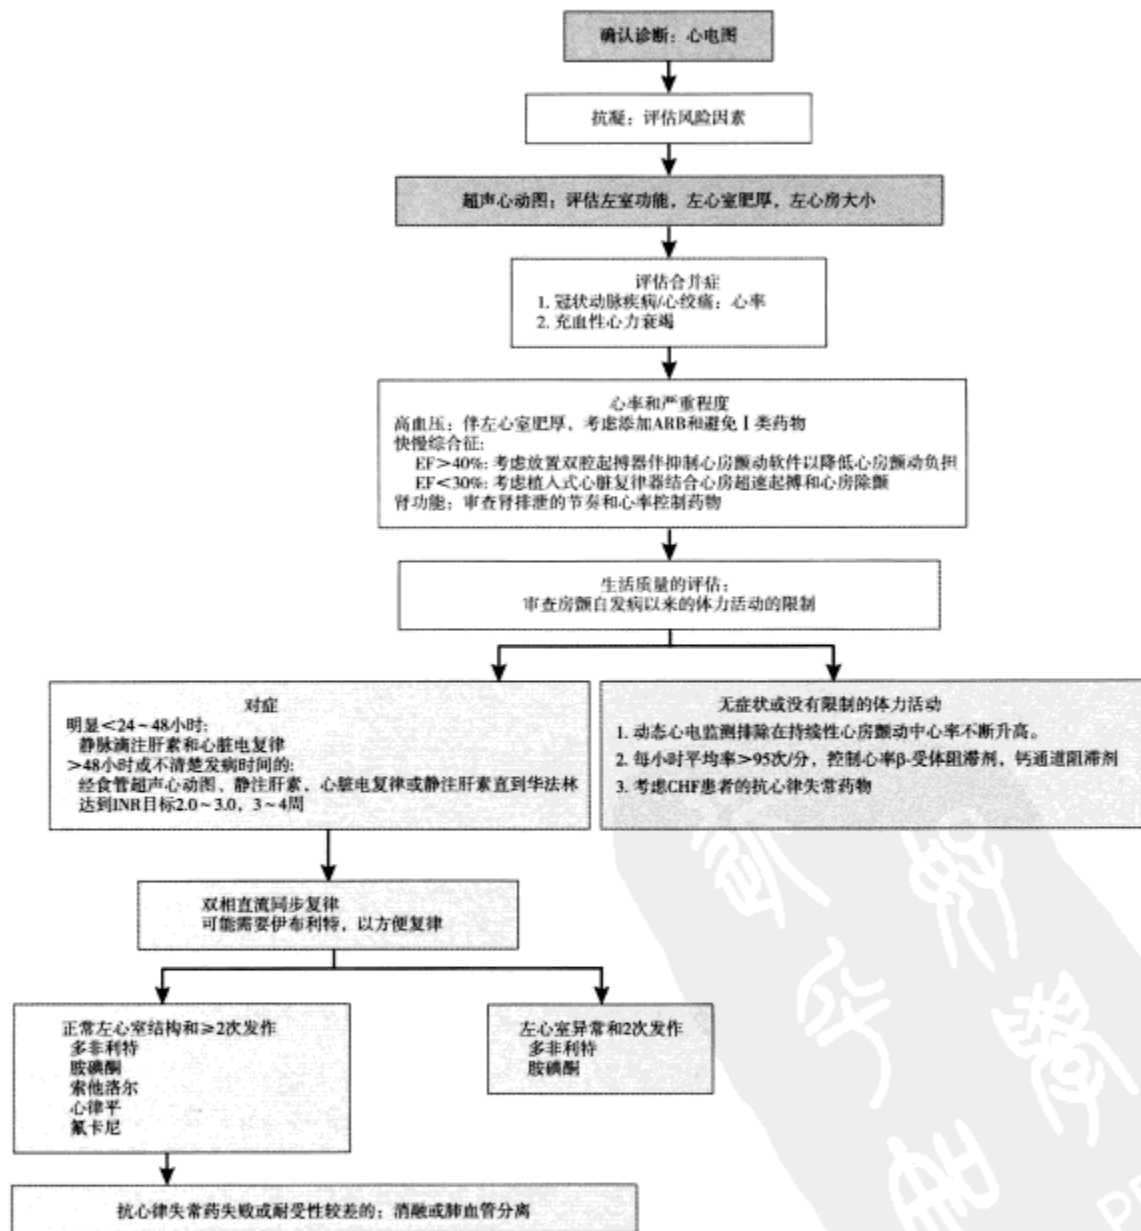 确认诊断：心电图
抗凝：评估风险因素
超声心动图：评估左室功能，左心室肥厚，左心房大小
评估合并症
1. 冠状动脉疾病/心绞痛：心率
2. 充血性心力衰竭
心率和严重程度
高血压：伴左心室肥厚，考虑添加ARB和避免Ⅰ类药物
快慢综合征：
EF＞40%：考虑放置双腔起搏器伴抑制心房颤动软件以降低心房颤动负担
EF＜30%：考虑植入式心脏复律器结合心房超速起搏和心房除颤
肾功能：审查肾排泄的节奏和心率控制药物
生活质量的评估：
审查房颤自发病以来的体力活动的限制
对症
明显＜24～48小时：
静脉滴注肝素和心脏电复律
＞48小时或不清楚发病时间的：
经食管超声心动图、静注肝素，心脏电复律或静注肝素直到华法林
达到INR目标2.0～3.0，3～4周
无症状或没有限制的体力活动
1. 动态心电监测排除在持续性心房颤动中心率不断升高。
2. 每小时平均率＞95次/分，控制心率β-受体阻滞剂，钙通道阻滞剂
3. 考虑CHF患者的抗心律失常药物
双相直流同步复律
可能需要伊布利特，以方便复律
正常左心室结构和≥2次发作
多非利特
胺碘酮
索他洛尔
心律平
氟卡尼
左心室异常和2次发作
多非利特
胺碘酮
抗心律失常药失败或耐受性较差的：消融或肺血管分离